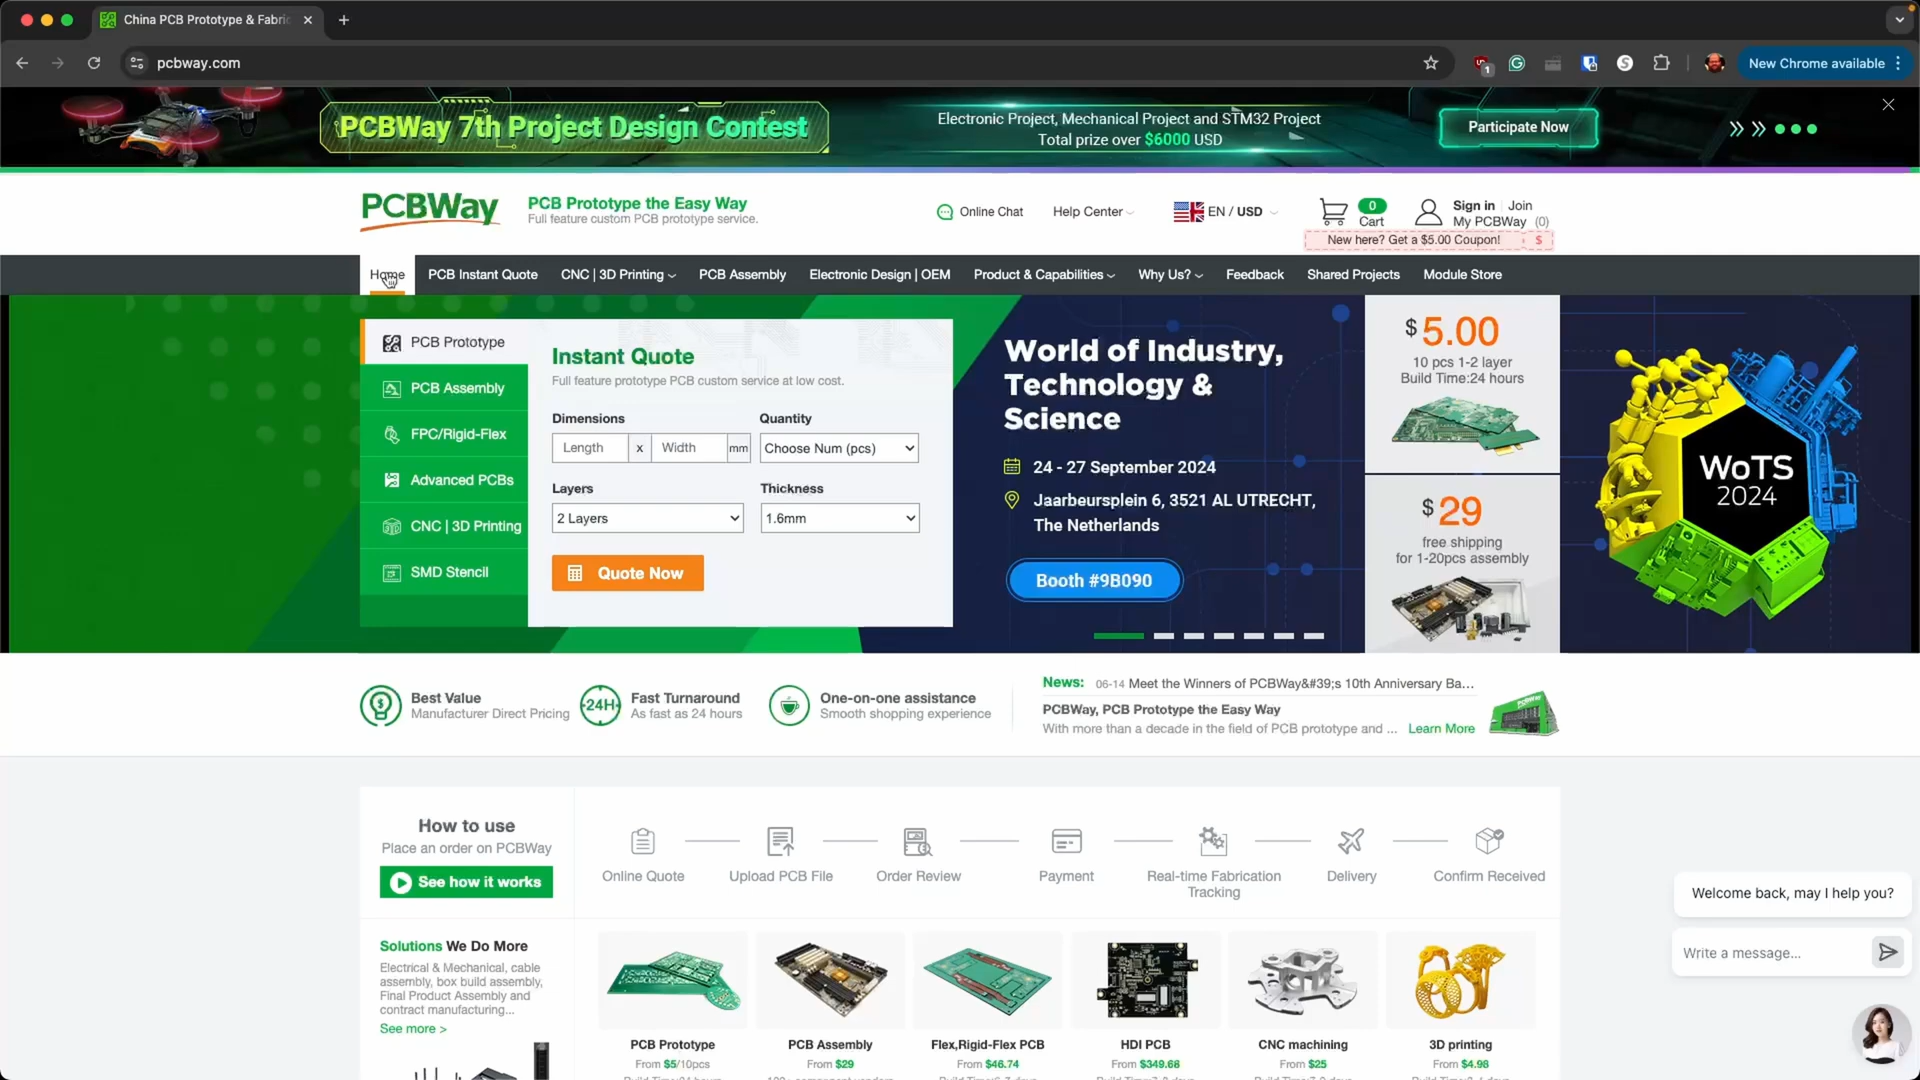 China PCB Prototype & Fabric
pcbway.com
1
New Chrome available
PCBWay 7th Project Design Contest
Electronic Project, Mechanical Project and STM32 Project
Total prize over $6000 USD
Participate Now
PCBWay
PCB Prototype the Easy Way
Full feature custom PCB prototype service.
Online Chat
Help Center
EN / USD
0
Cart
Sign in | Join
My PCBWay (0)
New here? Get a $5.00 Coupon! $
Home
PCB Instant Quote
CNC | 3D Printing
PCB Assembly
Electronic Design | OEM
Product & Capabilities
Why Us?
Feedback
Shared Projects
Module Store
PCB Prototype
PCB Assembly
FPC/Rigid-Flex
Advanced PCBs
CNC | 3D Printing
SMD Stencil
Instant Quote
Full feature prototype PCB custom service at low cost.
Dimensions
Quantity
Length x Width mm
Choose Num (pcs)
Layers
Thickness
2 Layers
1.6mm
Quote Now
World of Industry,
Technology &
Science
24 - 27 September 2024
Jaarbeursplein 6, 3521 AL UTRECHT,
The Netherlands
Booth #9B090
$5.00
10 pcs 1-2 layer
Build Time:24 hours
$29
free shipping
for 1-20pcs assembly
WoTS
2024
Best Value
Manufacturer Direct Pricing
24H
Fast Turnaround
As fast as 24 hours
One-on-one assistance
Smooth shopping experience
News: 06-14 Meet the Winners of PCBWay&#39;s 10th Anniversary Ba...
PCBWay, PCB Prototype the Easy Way
With more than a decade in the field of PCB prototype and ... Learn More
How to use
Place an order on PCBWay
See how it works
Online Quote
Upload PCB File
Order Review
Payment
Real-time Fabrication
Tracking
Delivery
Confirm Received
Solutions We Do More
Electrical & Mechanical, cable
assembly, box build assembly,
Final Product Assembly and
contract manufacturing...
See more >
PCB Prototype
From $5/10pcs
PCB Assembly
From $29
Flex,Rigid-Flex PCB
From $46.74
HDI PCB
From $349.68
CNC machining
From $25
3D printing
From $4.98
Welcome back, may I help you?
Write a message...